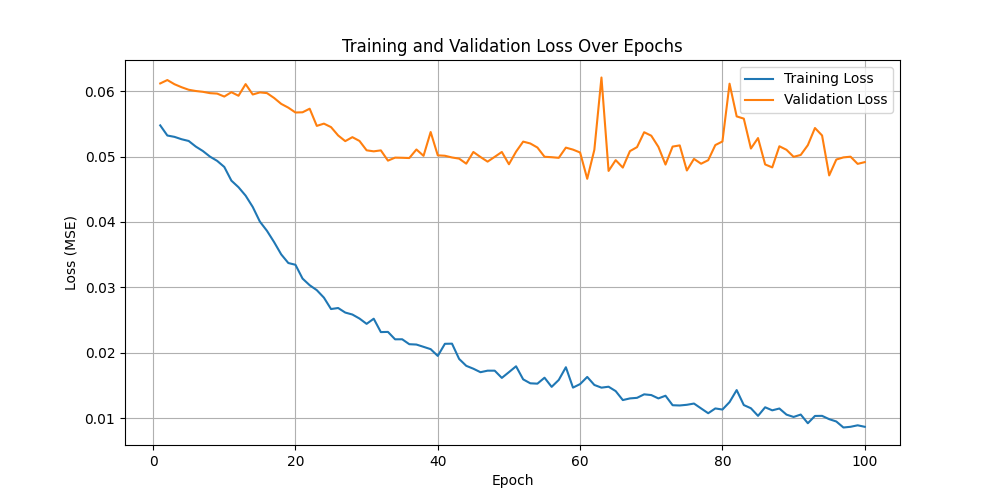 Training and Validation Loss Over Epochs
Training Loss
Validation Loss
Loss (MSE)
0.06
0.05
0.04
0.03
0.02
0.01
0 20 40 60 80 100
Epoch